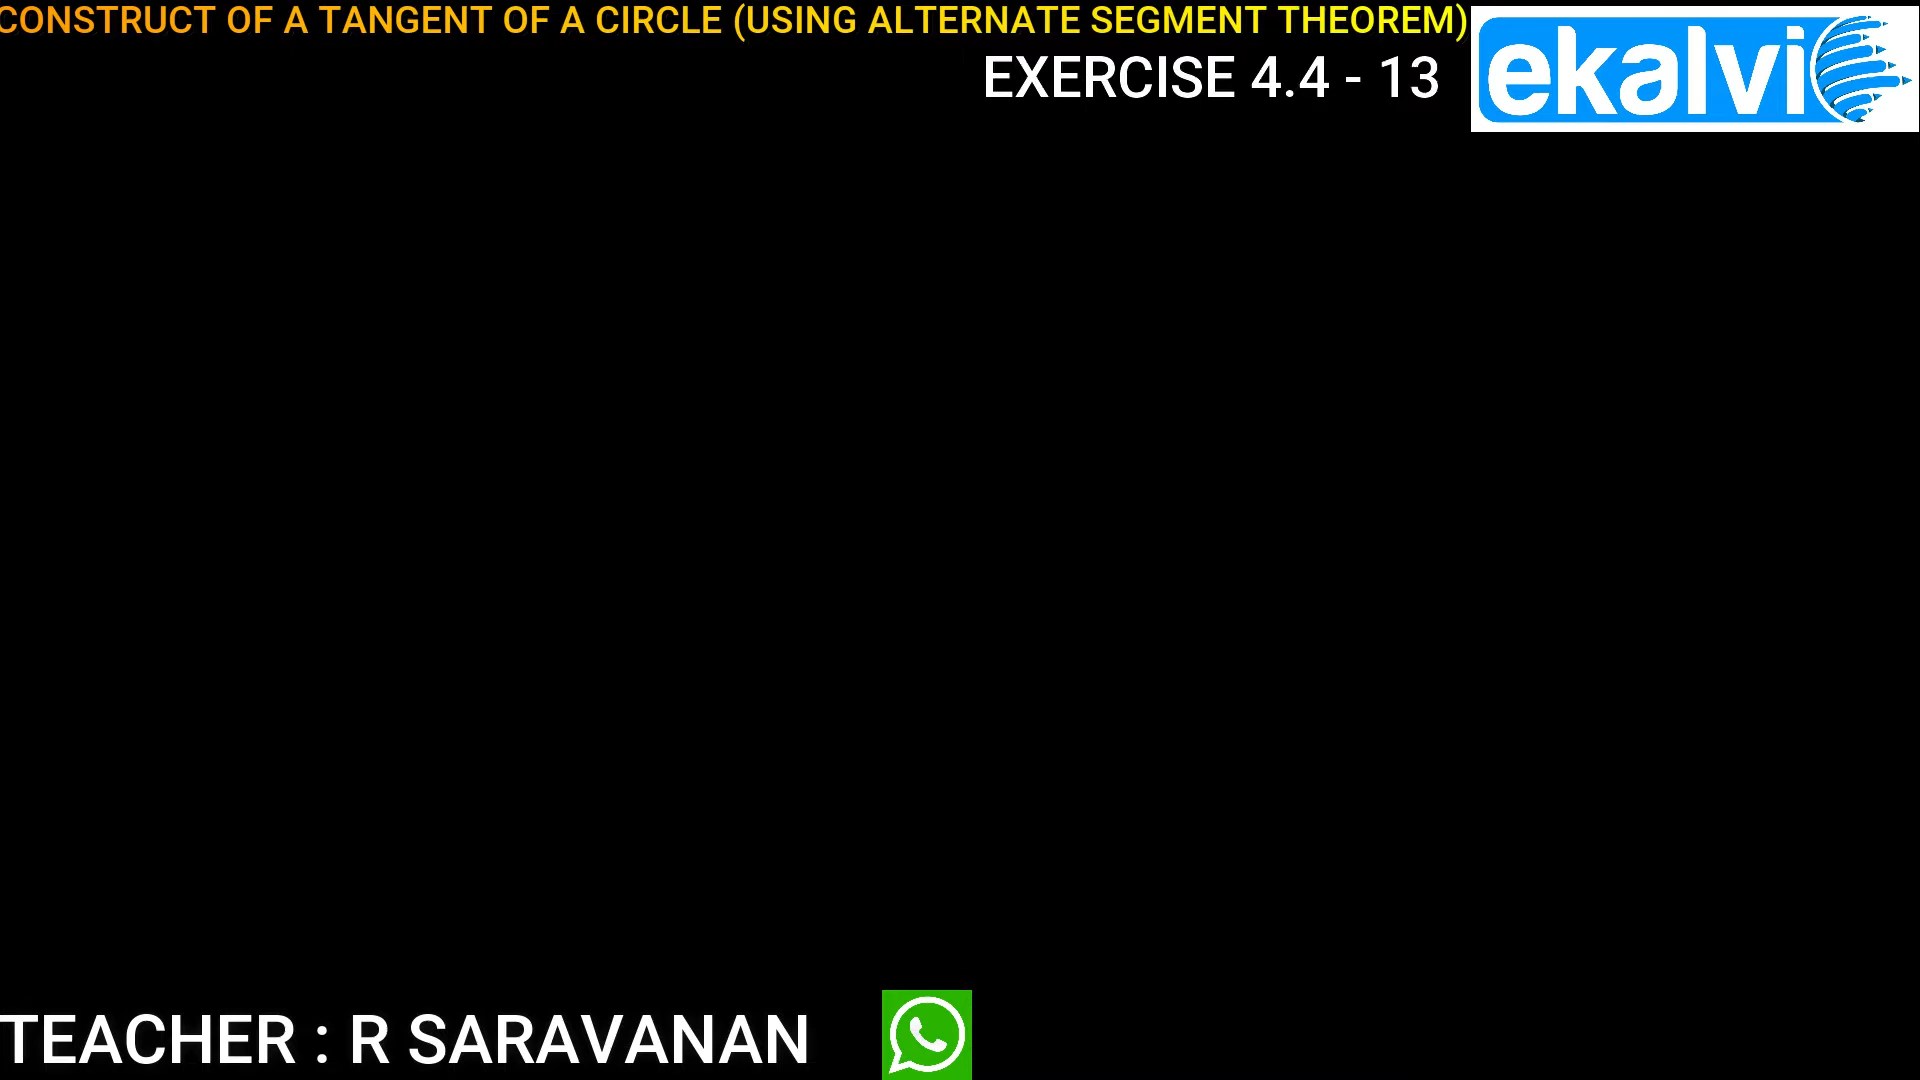 CONSTRUCT OF A TANGENT OF A CIRCLE (USING ALTERNATE SEGMENT THEOREM)
EXERCISE 4.4 - 13
ekalvi
TEACHER : R SARAVANAN